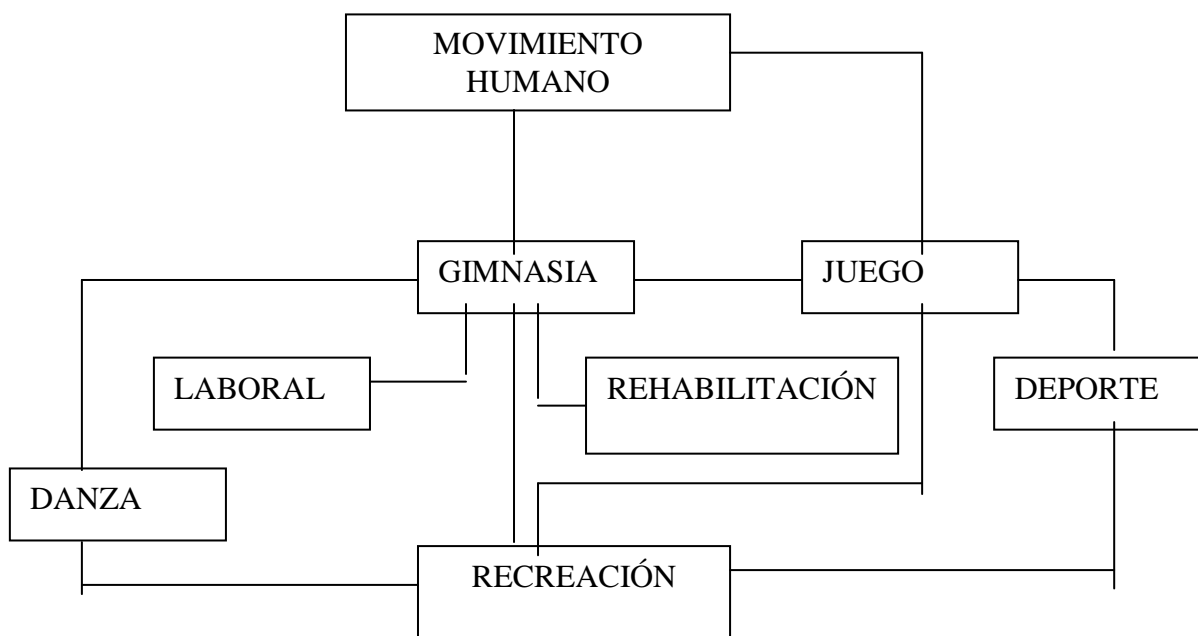 MOVIMIENTO
HUMANO
GIMNASIA
JUEGO
LABORAL
REHABILITACIÓN
DEPORTE
DANZA
RECREACIÓN